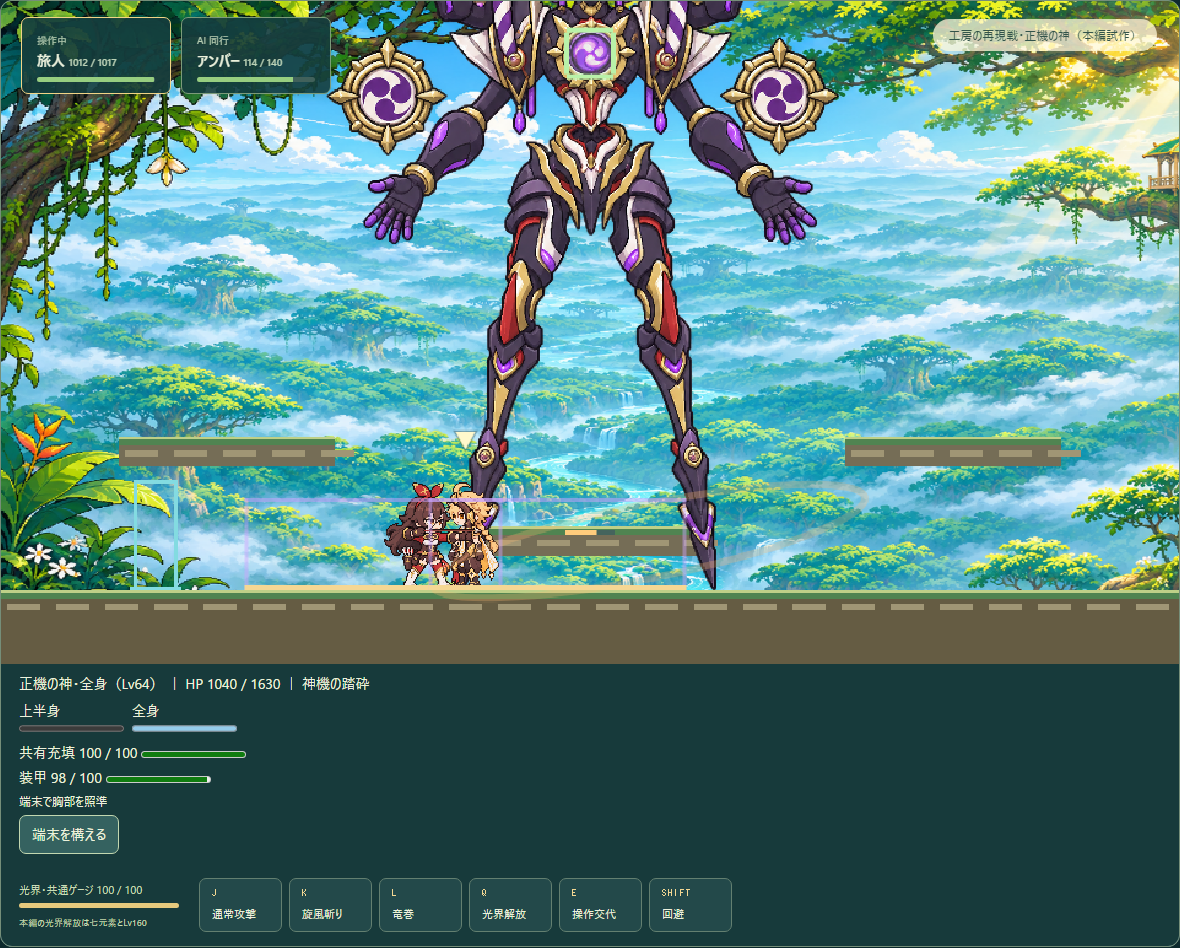 操作中
旅人 1012 / 1017
AI 同行
アンバー 114 / 140
工房の再現戦・正機の神（本編試作）
正機の神・全身（Lv64） ｜ HP 1040 / 1630 ｜ 神機の踏砕
上半身
全身
共有充填 100 / 100
装甲 98 / 100
端末で胸部を照準
端末を構える
光界・共通ゲージ 100 / 100
本編の光界解放は七元素とLv160
J
通常攻撃
K
旋風斬り
L
竜巻
Q
光界解放
E
操作交代
SHIFT
回避